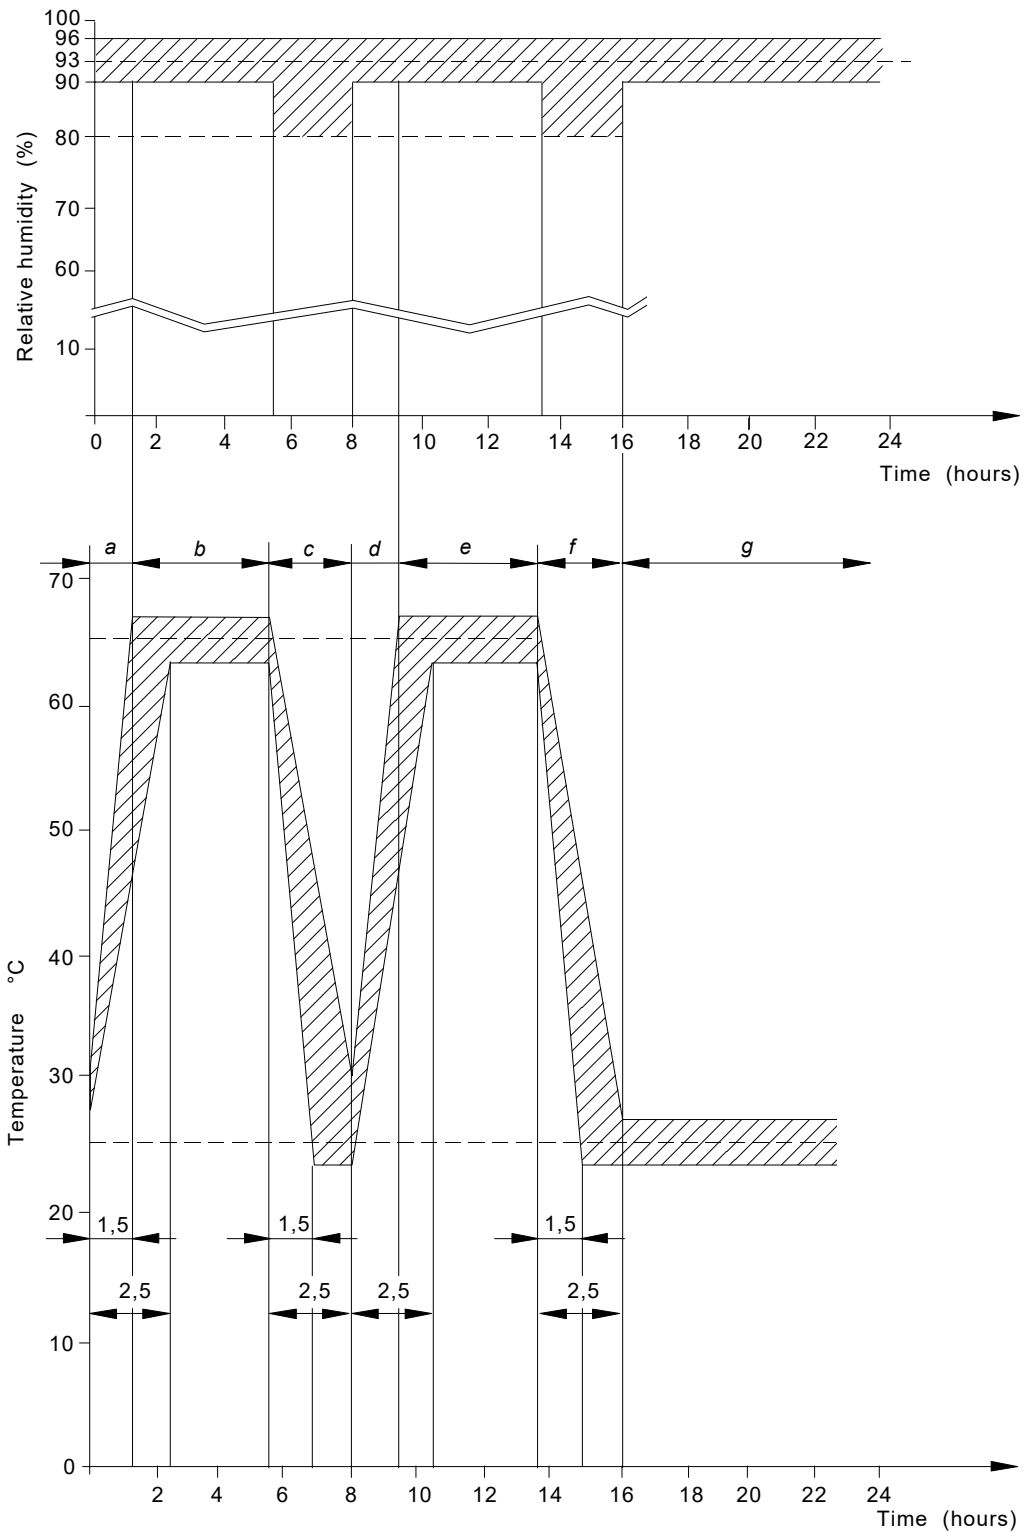 100
96
93
90
80
70
60
10
Relative humidity (%)
0 2 4 6 8 10 12 14 16 18 20 22 24
Time (hours)
a b c d e f g
70
60
50
40
30
20
10
0
Temperature °C
1,5 1,5 1,5
2,5 2,5 2,5 2,5
2 4 6 8 10 12 14 16 18 20 22 24
Time (hours)